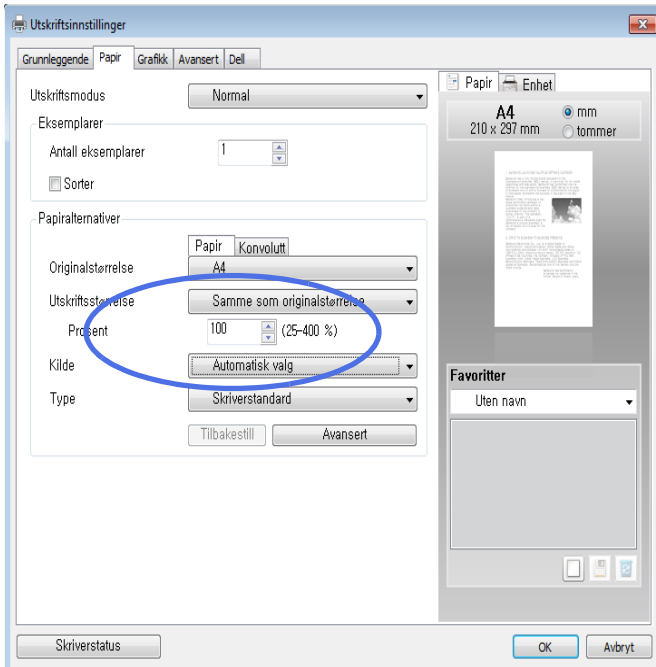 Utskriftsinnstillinger
Grunnleggende Papir Grafikk Avansert Dell
Utskriftsmodus Normal
Eksemplarer
Antall eksemplarer 1
Sorter
Papiralternativer
Papir Konvolutt
Originalstørrelse A4
Utskriftsstørrelse Samme som originalstørrelse
Prosent 100 (25-400 %)
Kilde Automatisk valg
Type Skriverstandard
Tilbakestill Avansert
Papir Enhet
A4 mm
210 x 297 mm tommer
Favoritter
Uten navn
Skriverstatus OK Avbryt